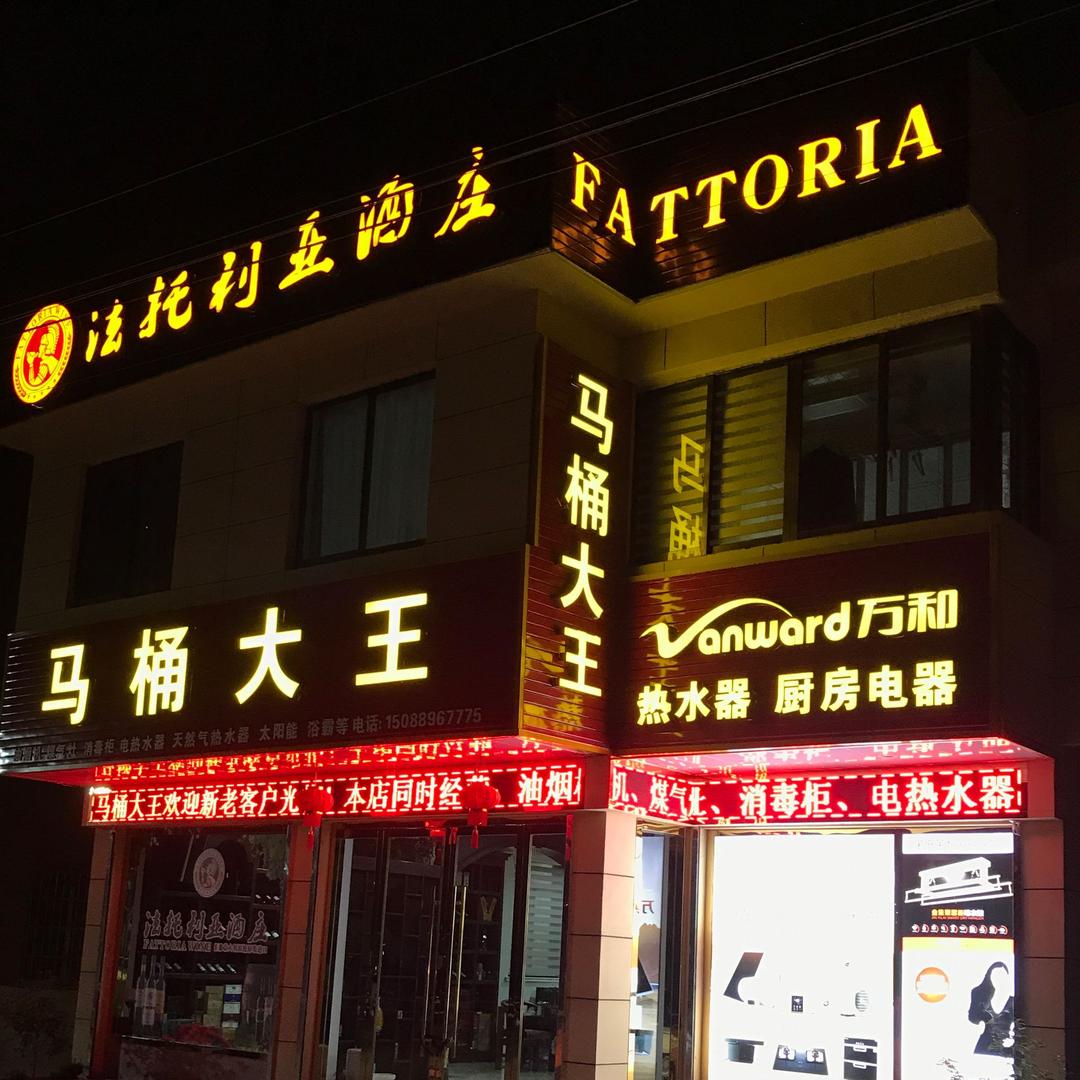 法托利亚酒庄
FATTORIA
马桶大王
马桶大王
Vanward万和
热水器 厨房电器
消毒柜 电热水器 天然气热水器 太阳能 浴霸等 电话:15088967775
马桶大王欢迎新老客户光
本店同时经
油烟机、煤气灶、消毒柜、电热水器
法托利亚酒庄
FATTORIA WINE